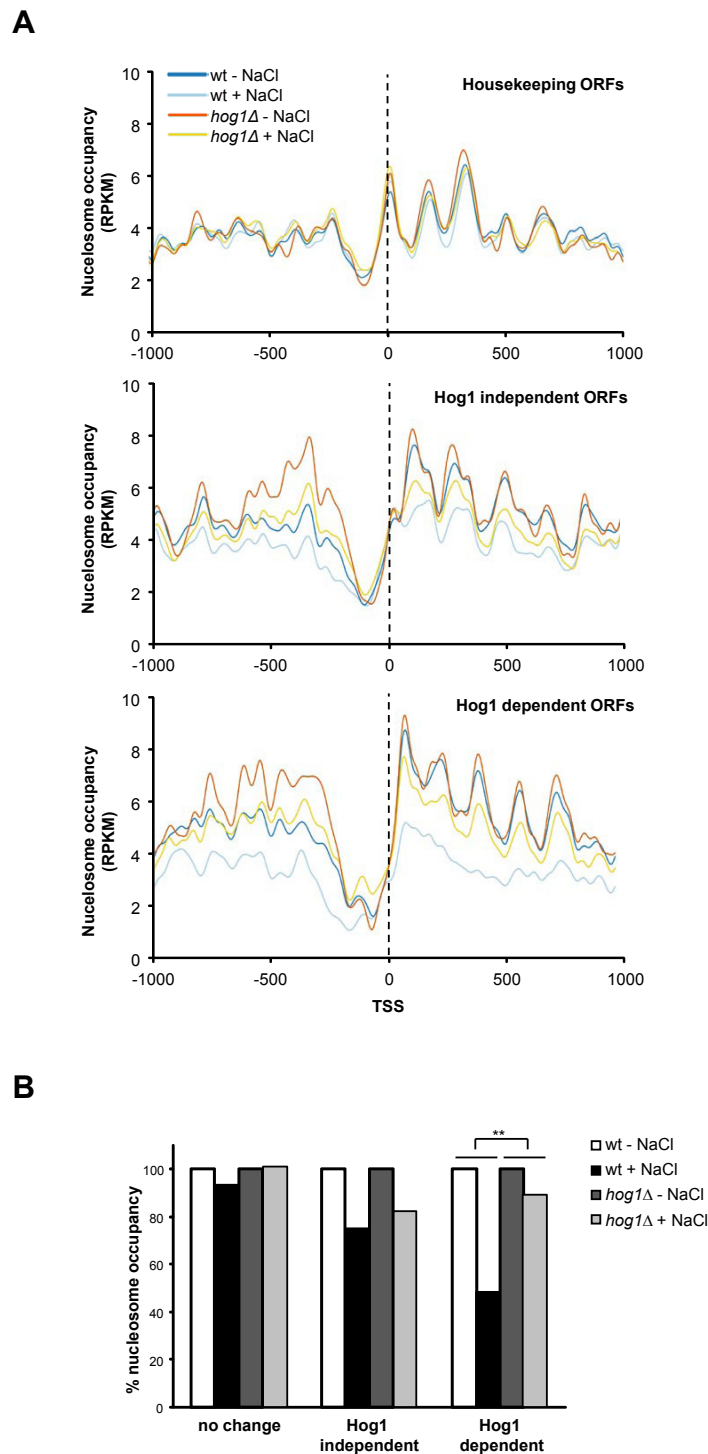 A
wt - NaCl
wt + NaCl
hog1Δ - NaCl
hog1Δ + NaCl
Housekeeping ORFs
Nucelosome occupancy
(RPKM)
10
8
6
4
2
0
-1000 -500 0 500 1000
Hog1 independent ORFs
Nucelosome occupancy
(RPKM)
10
8
6
4
2
0
-1000 -500 0 500 1000
Hog1 dependent ORFs
Nucelosome occupancy
(RPKM)
10
8
6
4
2
0
-1000 -500 0 500 1000
TSS
B
**
wt - NaCl
wt + NaCl
hog1Δ - NaCl
hog1Δ + NaCl
% nucleosome occupancy
100
80
60
40
20
0
no change
Hog1
independent
Hog1
dependent